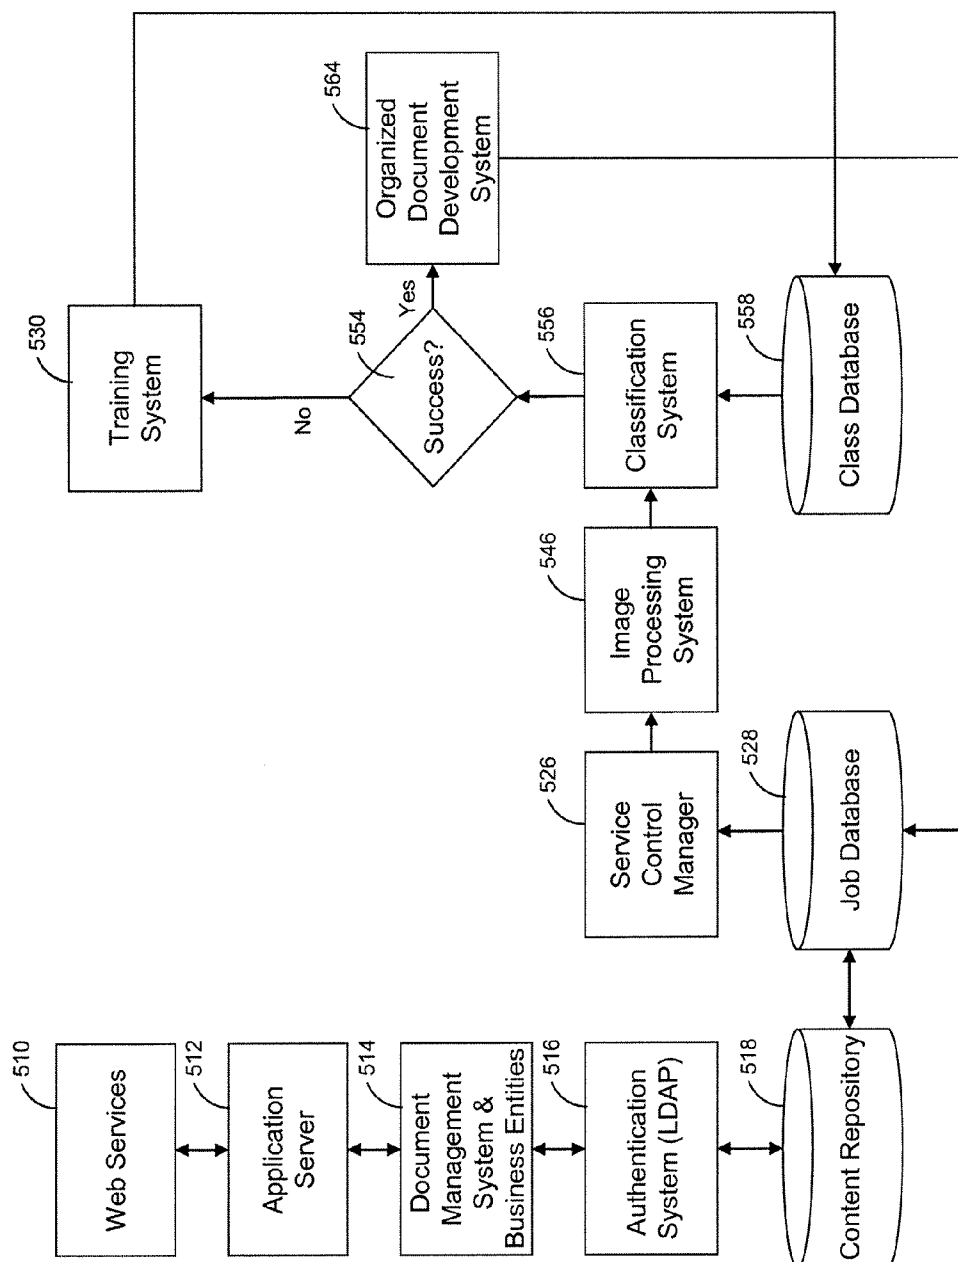 510
Web Services
512
Application
Server
514
Document
Management
System &
Business Entities
516
Authentication
System (LDAP)
518
Content Repository
526
Service
Control
Manager
528
Job Database
546
Image
Processing
System
530
Training
System
No
554
Success?
Yes
556
Classification
System
558
Class Database
564
Organized
Document
Development
System